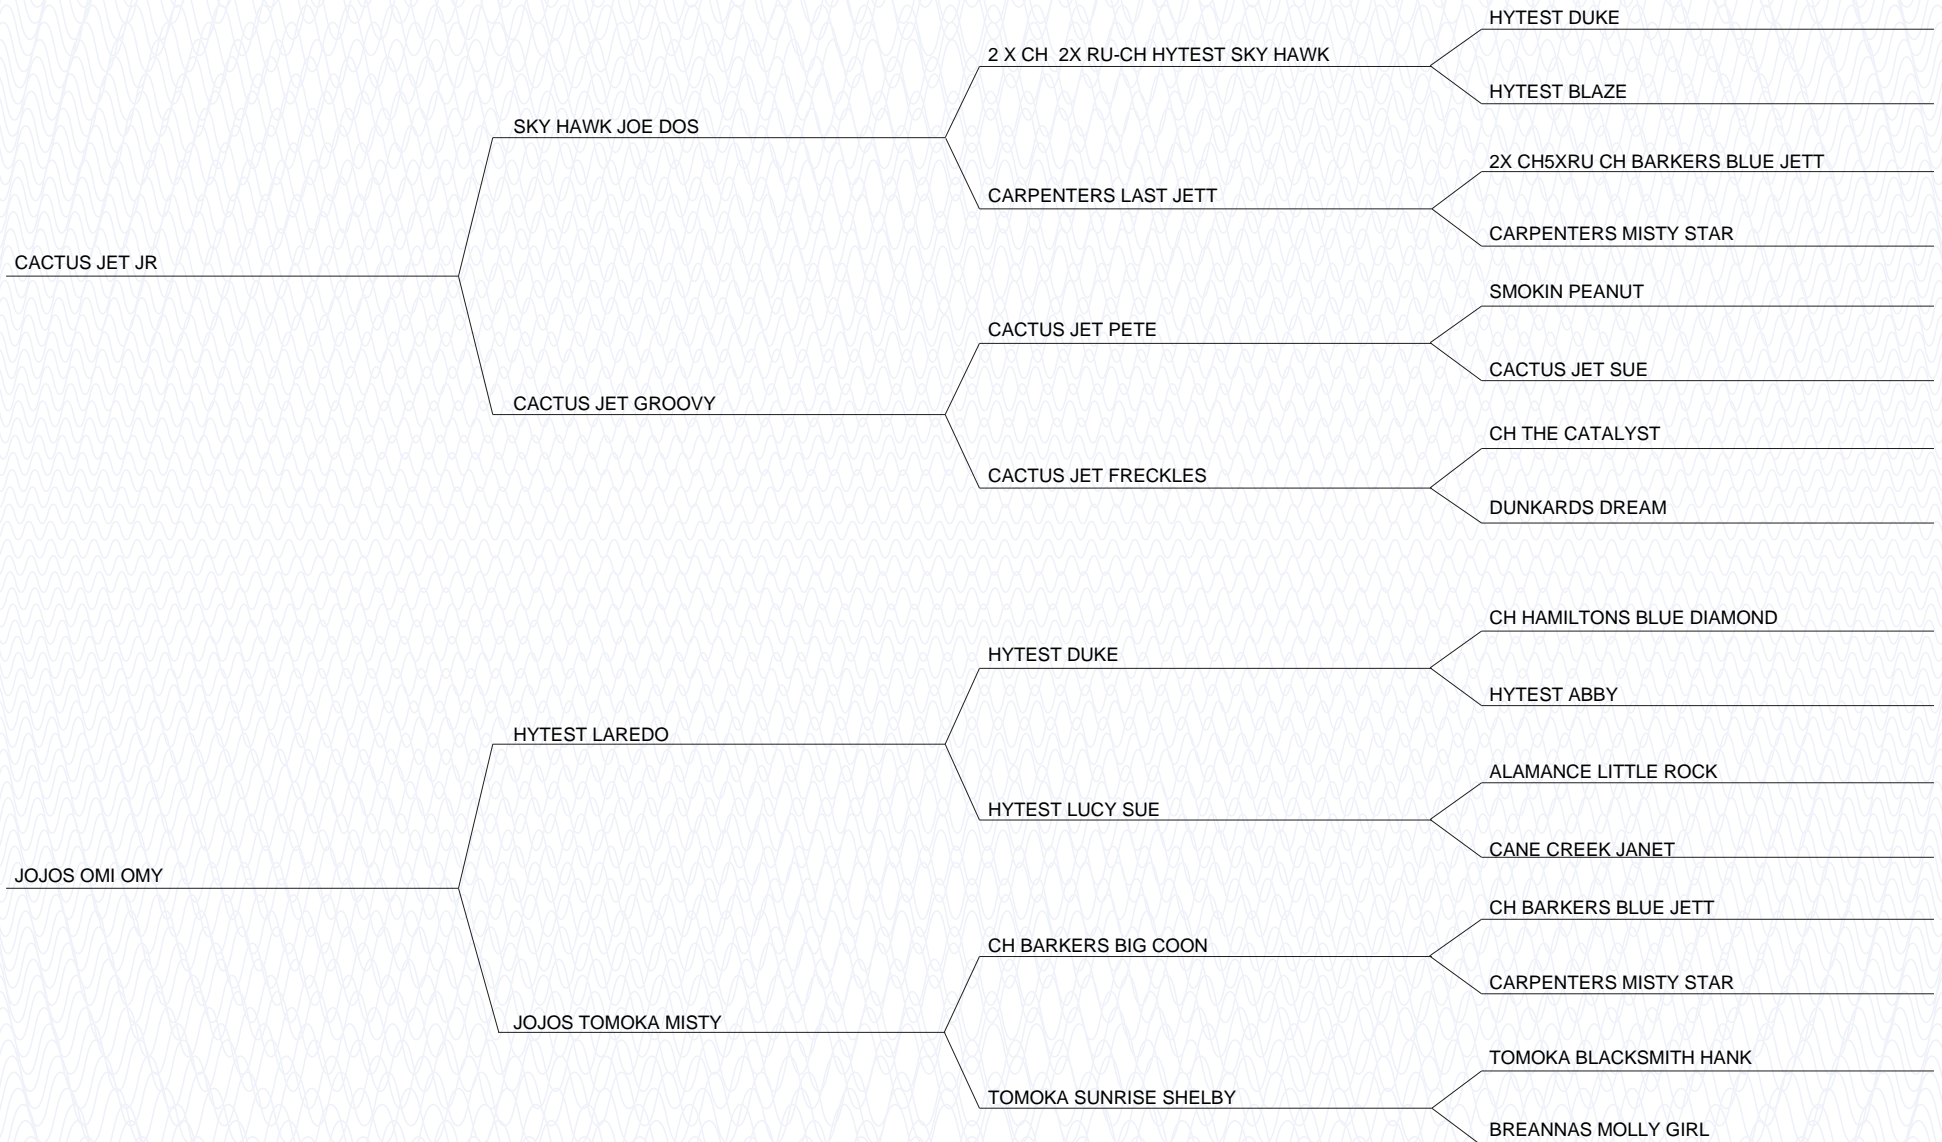 HYTEST DUKE
2 X CH  2X RU-CH HYTEST SKY HAWK
HYTEST BLAZE
SKY HAWK JOE DOS
2X CH5XRU CH BARKERS BLUE JETT
CARPENTERS LAST JETT
CARPENTERS MISTY STAR
CACTUS JET JR
SMOKIN PEANUT
CACTUS JET PETE
CACTUS JET SUE
CACTUS JET GROOVY
CH THE CATALYST
CACTUS JET FRECKLES
DUNKARDS DREAM
CH HAMILTONS BLUE DIAMOND
HYTEST DUKE
HYTEST ABBY
HYTEST LAREDO
ALAMANCE LITTLE ROCK
HYTEST LUCY SUE
CANE CREEK JANET
JOJOS OMI OMY
CH BARKERS BLUE JETT
CH BARKERS BIG COON
CARPENTERS MISTY STAR
JOJOS TOMOKA MISTY
TOMOKA BLACKSMITH HANK
TOMOKA SUNRISE SHELBY
BREANNAS MOLLY GIRL